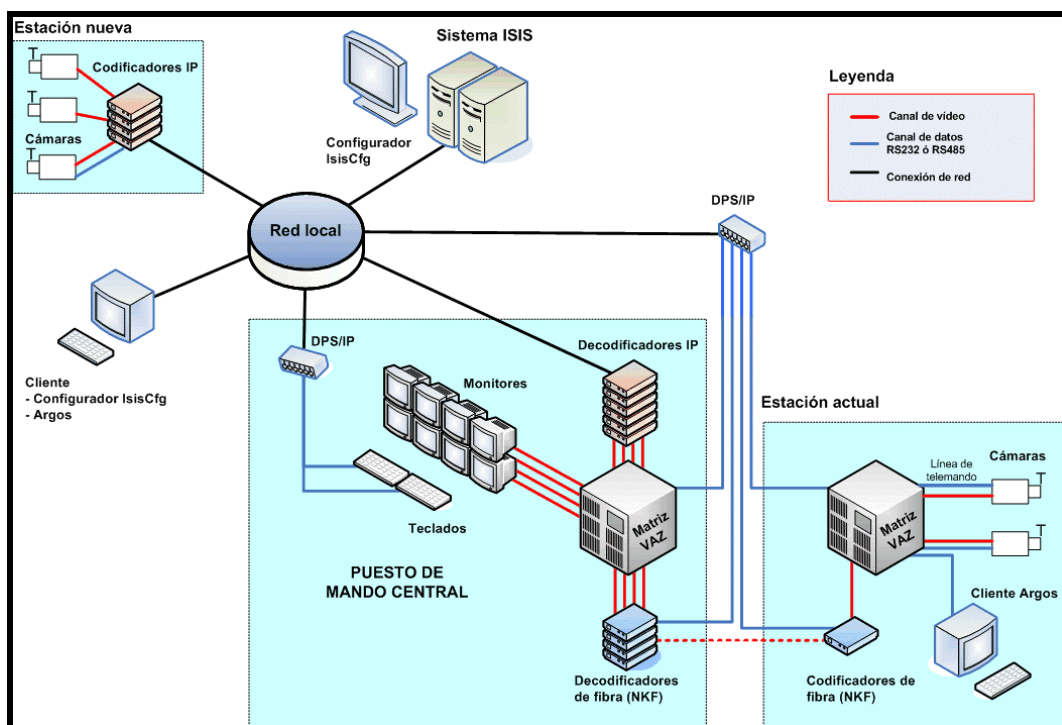 Estación nueva
Codificadores IP
Cámaras
Sistema ISIS
Configurador
IsisCfg
Leyenda
Canal de vídeo
Canal de datos
RS232 ó RS485
Conexión de red
DPS/IP
Red local
Cliente
- Configurador IsisCfg
- Argos
DPS/IP
Monitores
Teclados
Decodificadores IP
Matriz
VAZ
PUESTO DE
MANDO CENTRAL
Decodificadores
de fibra (NKF)
Estación actual
Línea de
telemando
Cámaras
Matriz
VAZ
Cliente Argos
Codificadores de
fibra (NKF)